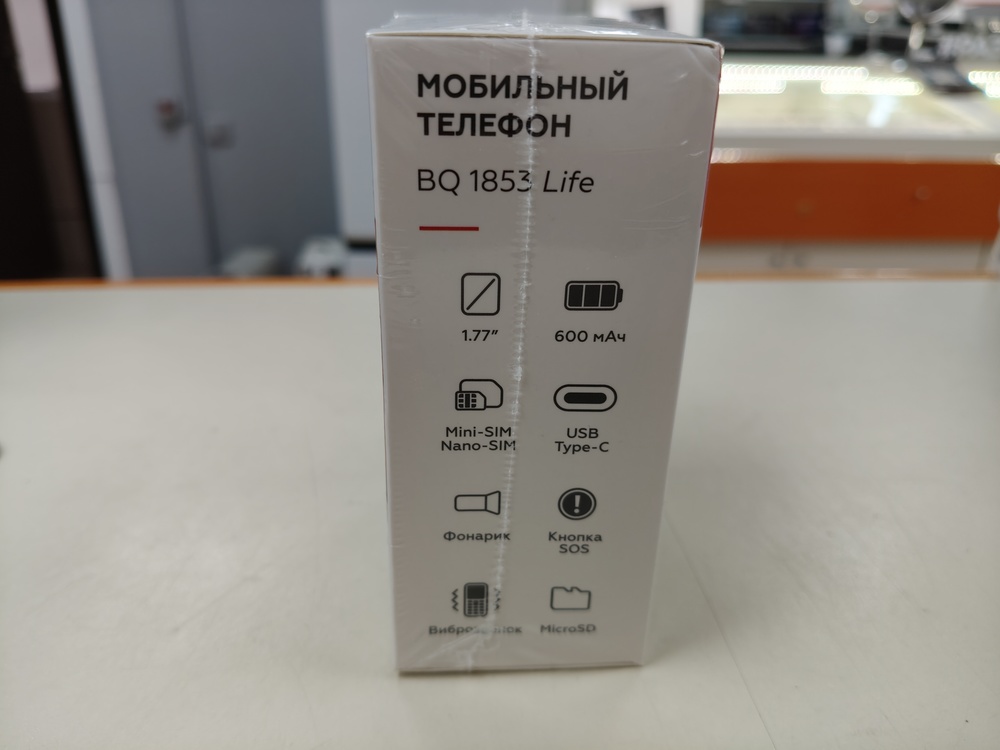 МОБИЛЬНЫЙ
ТЕЛЕФОН
BQ 1853 Life
1.77”
600 мАч
Mini-SIM
Nano-SIM
USB
Type-C
Фонарик
Кнопка
SOS
MicroSD